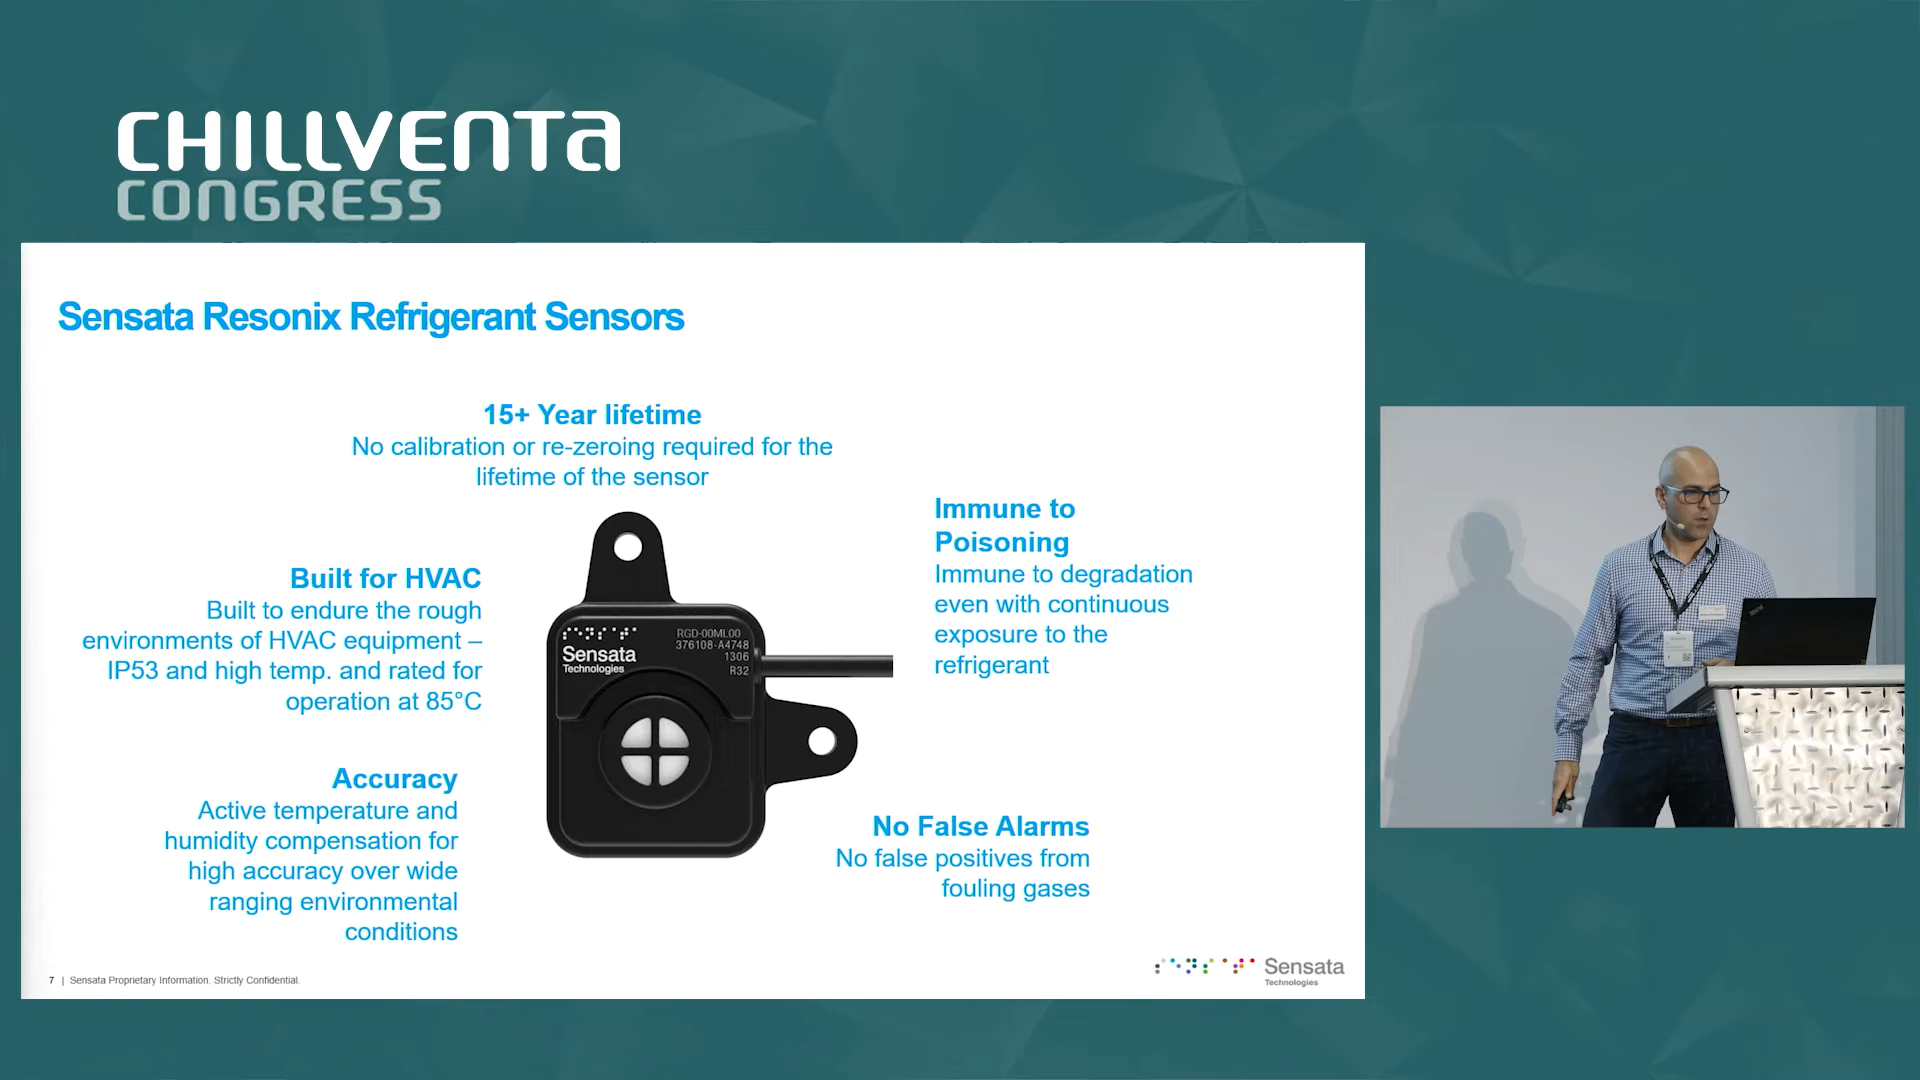 CHILLVENTA
CONGRESS
Sensata Resonix Refrigerant Sensors
15+ Year lifetime
No calibration or re-zeroing required for the
lifetime of the sensor
Immune to
Poisoning
Immune to degradation
even with continuous
exposure to the
refrigerant
Built for HVAC
Built to endure the rough
environments of HVAC equipment –
IP53 and high temp. and rated for
operation at 85°C
RGD-00ML00
376108-A4748
1306
R32
Sensata
Technologies
Accuracy
Active temperature and
humidity compensation for
high accuracy over wide
ranging environmental
conditions
No False Alarms
No false positives from
fouling gases
7 | Sensata Proprietary Information. Strictly Confidential.
Sensata
Technologies